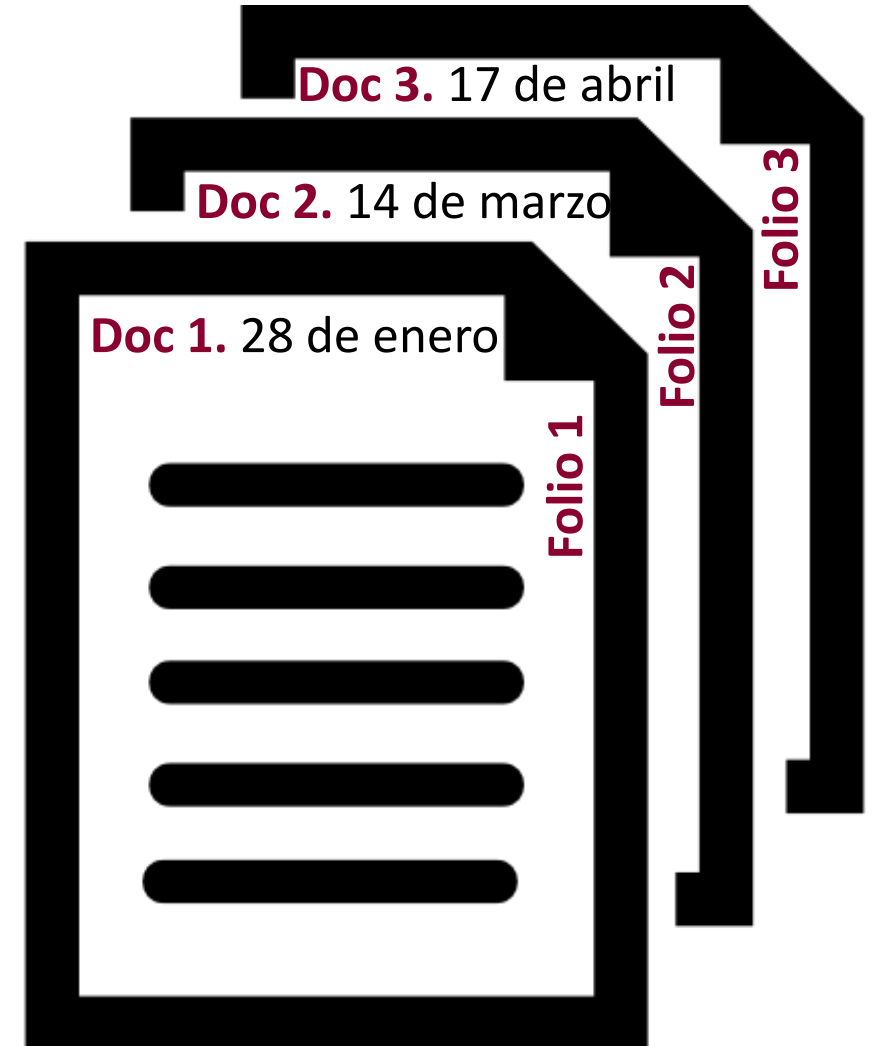 Doc 3. 17 de abril
Folio 3
Doc 2. 14 de marzo
Folio 2
Doc 1. 28 de enero
Folio 1